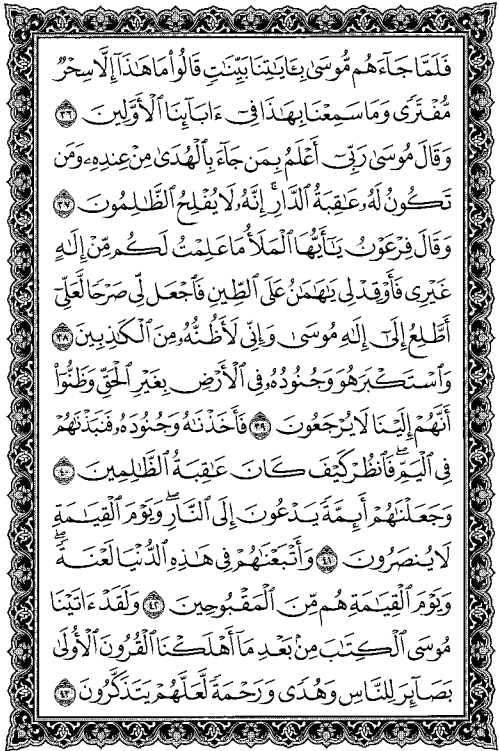 فَلَمَّا جَآءَهُم مُّوسَىٰ بِـَٔايَٰتِنَا بَيِّنَٰتٍ قَالُوا۟ مَا هَٰذَآ إِلَّا سِحْرٌ
مُّفْتَرًى وَمَا سَمِعْنَا بِهَٰذَا فِىٓ ءَابَآئِنَا ٱلْأَوَّلِينَ ٣٦
وَقَالَ مُوسَىٰ رَبِّىٓ أَعْلَمُ بِمَن جَآءَ بِٱلْهُدَىٰ مِنْ عِندِهِۦ وَمَن
تَكُونُ لَهُۥ عَٰقِبَةُ ٱلدَّارِ ۖ إِنَّهُۥ لَا يُفْلِحُ ٱلظَّٰلِمُونَ ٣٧
وَقَالَ فِرْعَوْنُ يَٰٓأَيُّهَا ٱلْمَلَأُ مَا عَلِمْتُ لَكُم مِّنْ إِلَٰهٍ
غَيْرِى فَأَوْقِدْ لِى يَٰهَٰمَٰنُ عَلَى ٱلطِّينِ فَٱجْعَل لِّى صَرْحًا لَّعَلِّىٓ
أَطَّلِعُ إِلَىٰٓ إِلَٰهِ مُوسَىٰ وَإِنِّى لَأَظُنُّهُۥ مِنَ ٱلْكَٰذِبِينَ ٣٨
وَٱسْتَكْبَرَ هُوَ وَجُنُودُهُۥ فِى ٱلْأَرْضِ بِغَيْرِ ٱلْحَقِّ وَظَنُّوٓا۟
أَنَّهُمْ إِلَيْنَا لَا يُرْجَعُونَ ٣٩ فَأَخَذْنَٰهُ وَجُنُودَهُۥ فَنَبَذْنَٰهُمْ
فِى ٱلْيَمِّ ۖ فَٱنظُرْ كَيْفَ كَانَ عَٰقِبَةُ ٱلظَّٰلِمِينَ ٤٠
وَجَعَلْنَٰهُمْ أَئِمَّةً يَدْعُونَ إِلَى ٱلنَّارِ ۖ وَيَوْمَ ٱلْقِيَٰمَةِ
لَا يُنصَرُونَ ٤١ وَأَتْبَعْنَٰهُمْ فِى هَٰذِهِ ٱلدُّنْيَا لَعْنَةً ۖ
وَيَوْمَ ٱلْقِيَٰمَةِ هُم مِّنَ ٱلْمَقْبُوحِينَ ٤٢ وَلَقَدْ ءَاتَيْنَا
مُوسَى ٱلْكِتَٰبَ مِنۢ بَعْدِ مَآ أَهْلَكْنَا ٱلْقُرُونَ ٱلْأُولَىٰ
بَصَآئِرَ لِلنَّاسِ وَهُدًى وَرَحْمَةً لَّعَلَّهُمْ يَتَذَكَّرُونَ ٤٣